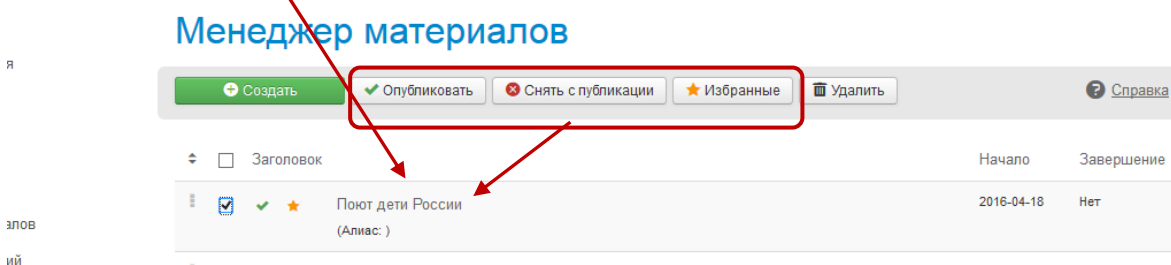 Менеджер материалов
я
Создать Опубликовать Снять с публикации Избранные Удалить Справка
Заголовок Начало Завершение
Поют дети России 2016-04-18 Нет
(Алиас: )
алов
ий